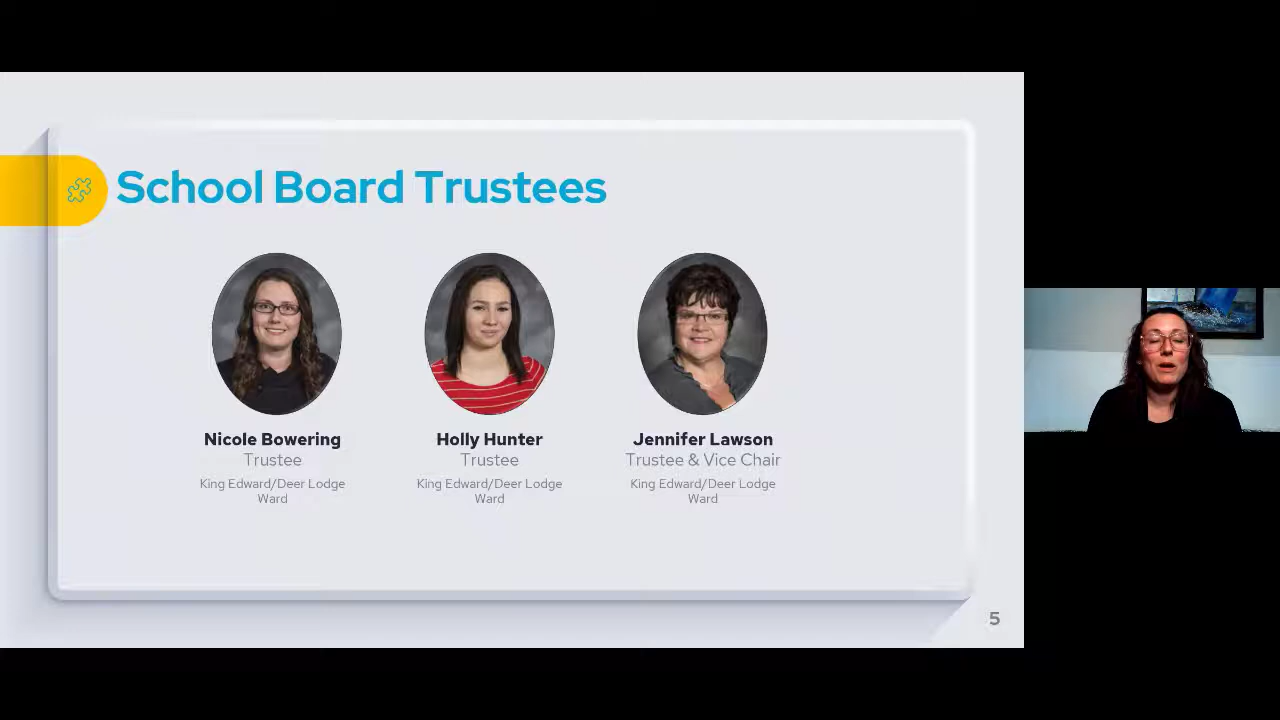 School Board Trustees
Nicole Bowering
Trustee
King Edward/Deer Lodge
Ward
Holly Hunter
Trustee
King Edward/Deer Lodge
Ward
Jennifer Lawson
Trustee & Vice Chair
King Edward/Deer Lodge
Ward
5